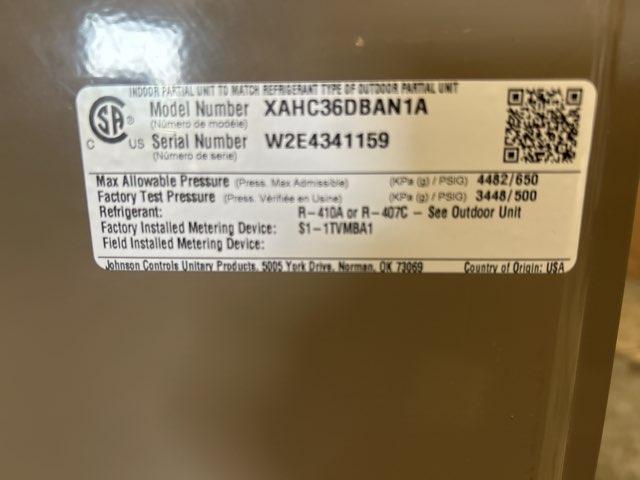 INDOOR PARTIAL UNIT TO MATCH REFRIGERANT TYPE OF OUTDOOR PARTIAL UNIT
CSA ® C US
Model Number XAHC36DBAN1A
(Numéro de modèle)
Serial Number W2E4341159
(Número de serie)
Max Allowable Pressure (Press. Max Admissible) (KPa (g) / PSIG) 4482/650
Factory Test Pressure (Press. Vérifiée en Usine) (KPa (g) / PSIG) 3448/500
Refrigerant: R-410A or R-407C - See Outdoor Unit
Factory Installed Metering Device: S1-1TVMBA1
Field Installed Metering Device:
Johnson Controls Unitary Products, 5005 York Drive, Norman, OK 73069 Country of Origin: USA